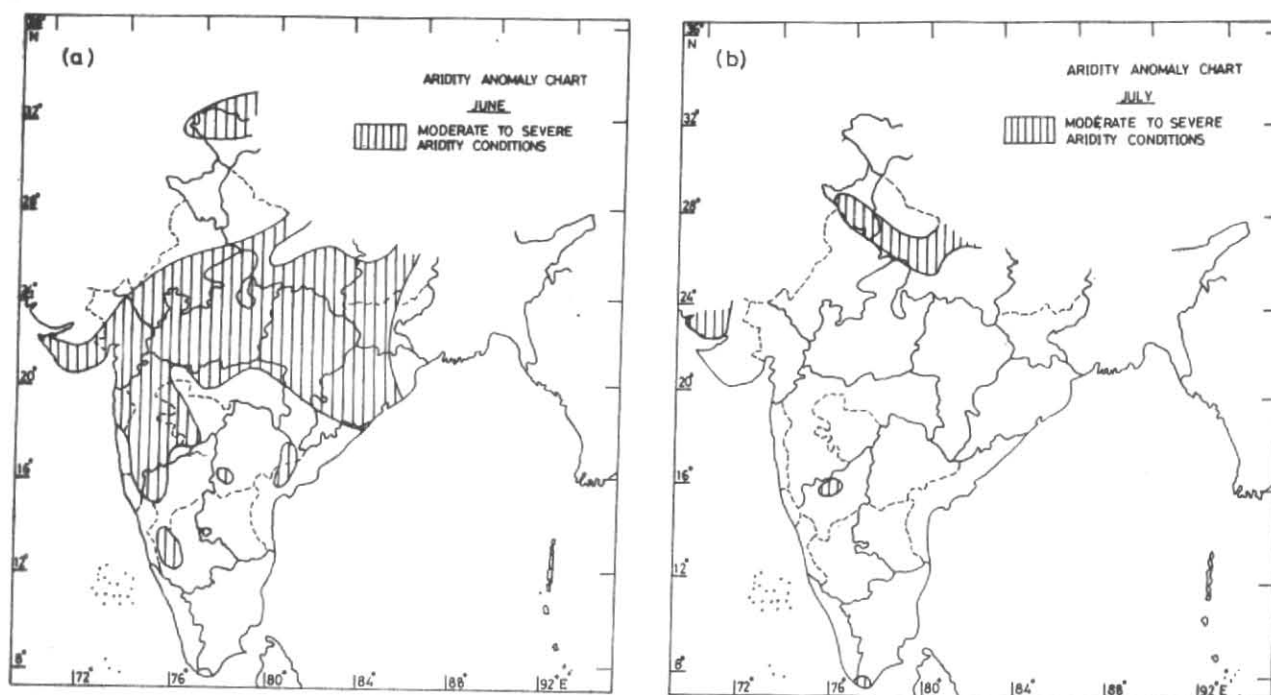 (a)
ARIDITY ANOMALY CHART
JUNE
MODERATE TO SEVERE
ARIDITY CONDITIONS
N
32°
28°
20°
16°
12°
8°
72°
76°
80°
84°
88°
92°E
(b)
ARIDITY ANOMALY CHART
JULY
MODERATE TO SEVERE
ARIDITY CONDITIONS
36°
N
32°
28°
24°
20°
16°
12°
8°
72°
76°
80°
84°
88°
92°E